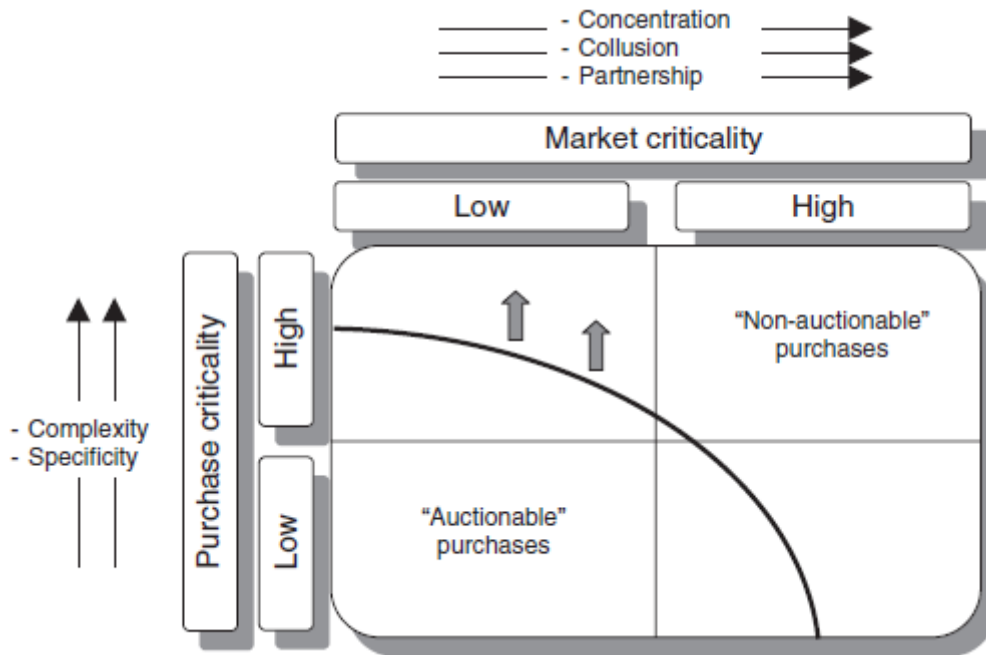 - Concentration
- Collusion
- Partnership
Market criticality
Low
High
Purchase criticality
High
Low
- Complexity
- Specificity
“Non-auctionable”
purchases
“Auctionable”
purchases